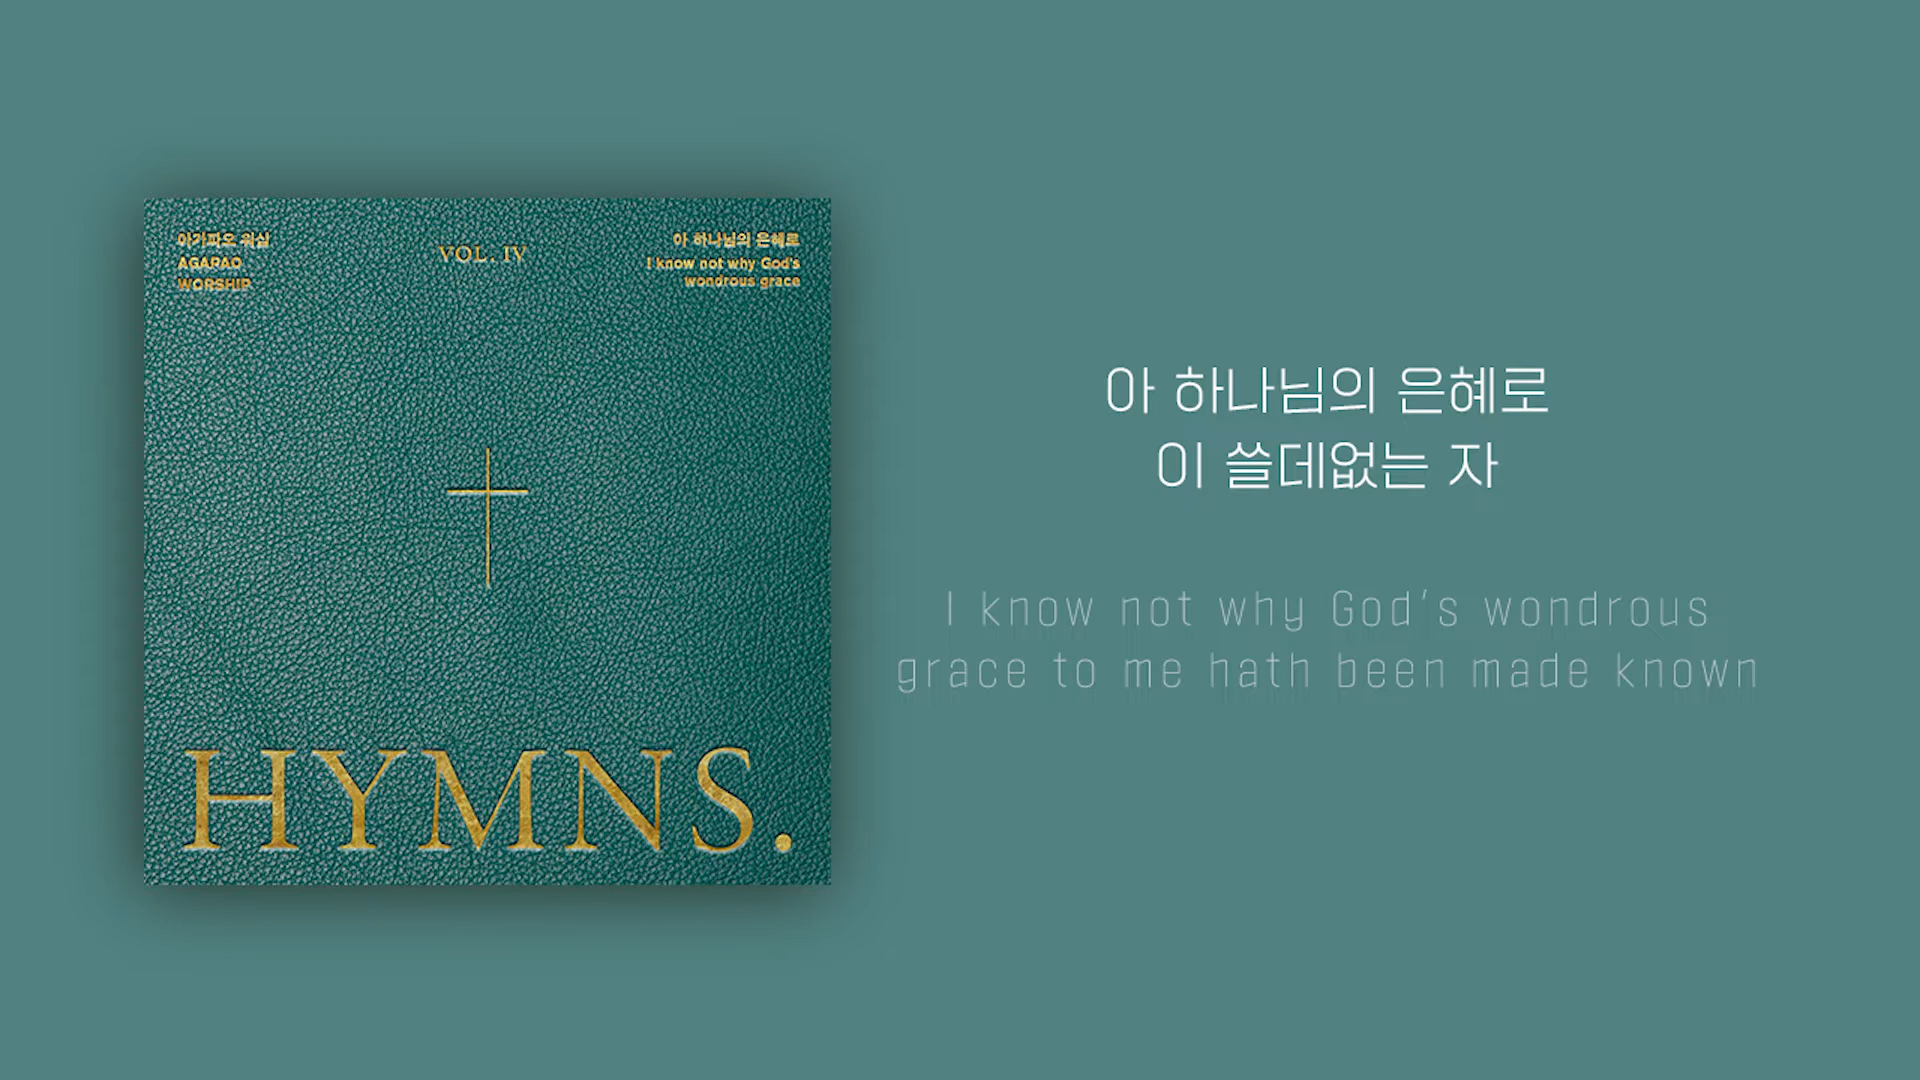 아가파오 워십
AGAPAO
WORSHIP
VOL. IV
아 하나님의 은혜로
I know not why God's
wondrous grace
HYMNS.
아 하나님의 은혜로
이 쓸데없는 자
I know not why God's wondrous
grace to me hath been made known